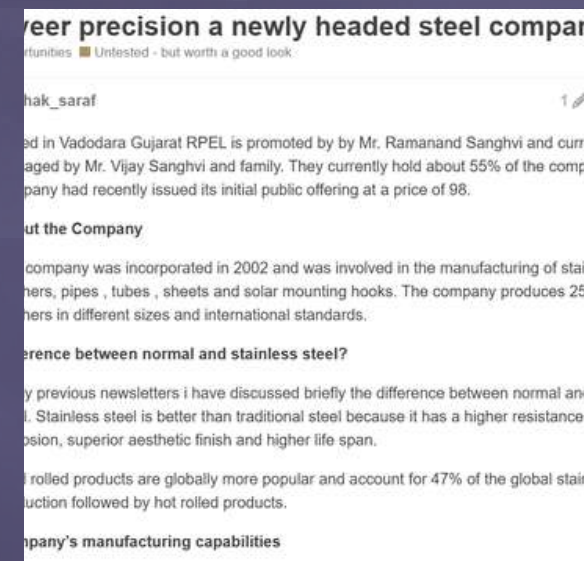 veer precision a newly headed steel compan
rtunities Untested - but worth a good look
hak_saraf 1
ed in Vadodara Gujarat RPEL is promoted by by Mr. Ramanand Sanghvi and curr
aged by Mr. Vijay Sanghvi and family. They currently hold about 55% of the comp
pany had recently issued its initial public offering at a price of 98.
ut the Company
company was incorporated in 2002 and was involved in the manufacturing of stai
hers, pipes , tubes , sheets and solar mounting hooks. The company produces 25
hers in different sizes and international standards.
erence between normal and stainless steel?
y previous newsletters i have discussed briefly the difference between normal an
l. Stainless steel is better than traditional steel because it has a higher resistance
osion, superior aesthetic finish and higher life span.
l rolled products are globally more popular and account for 47% of the global stai
uction followed by hot rolled products.
npany's manufacturing capabilities